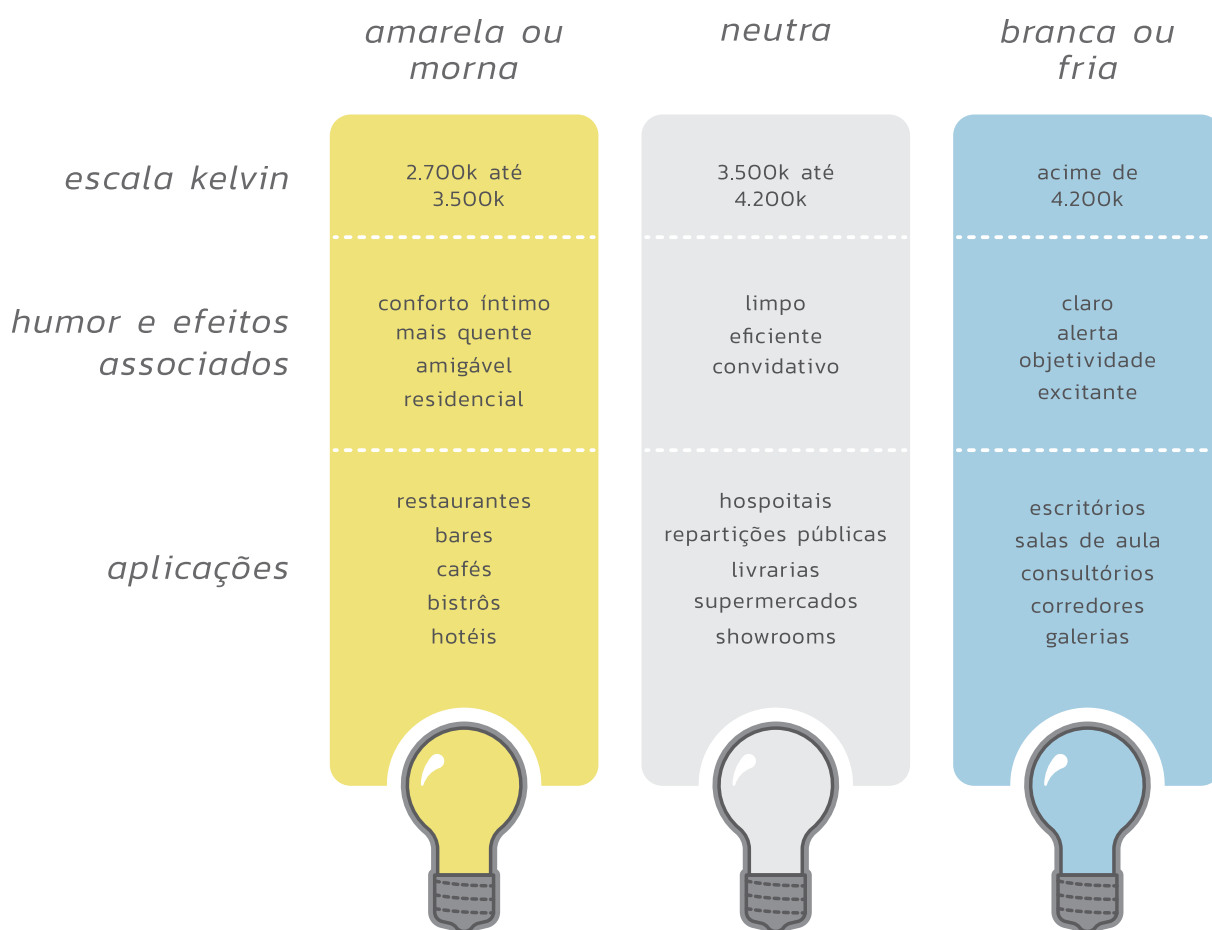 amarela ou
morna
neutra
branca ou
fria
escala kelvin
2.700k até
3.500k
3.500k até
4.200k
acime de
4.200k
humor e efeitos
associados
conforto íntimo
mais quente
amigável
residencial
limpo
eficiente
convidativo
claro
alerta
objetividade
excitante
aplicações
restaurantes
bares
cafés
bistrôs
hotéis
hospoitais
repartições públicas
livrarias
supermercados
showrooms
escritórios
salas de aula
consultórios
corredores
galerias